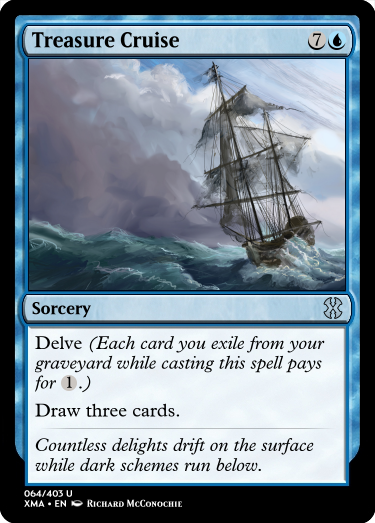 Treasure Cruise 7
Sorcery
Delve (Each card you exile from your
graveyard while casting this spell pays
for 1.)
Draw three cards.
Countless delights drift on the surface
while dark schemes run below.
064/403 U
XMA • EN Richard McConochie